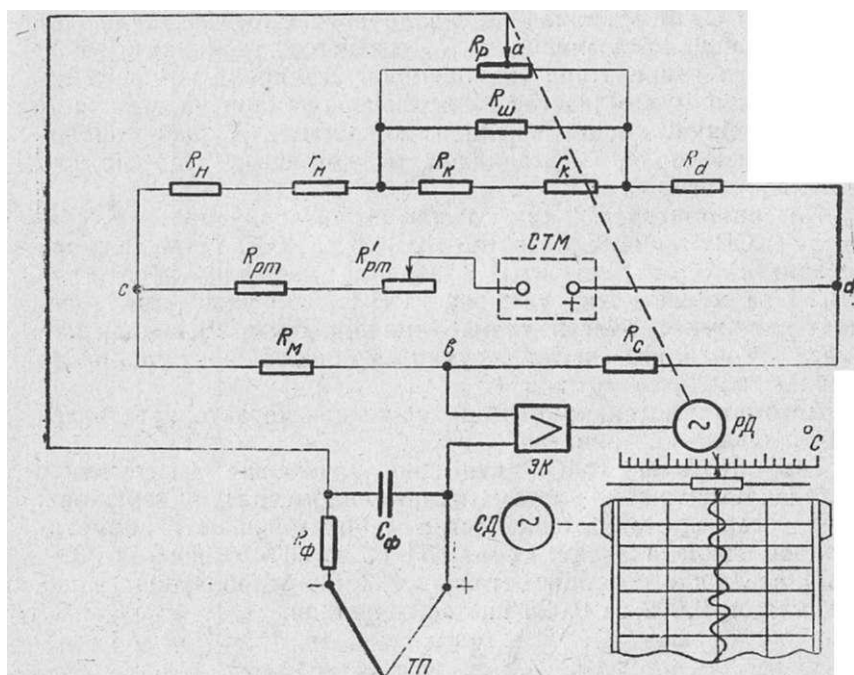 Rр a
Rш
Rн rн Rк rк Rd
СТМ
Rрт R'рт
c − + d
Rм в Rс
ЭК РД °С
Cф СД
Rф +
ТП